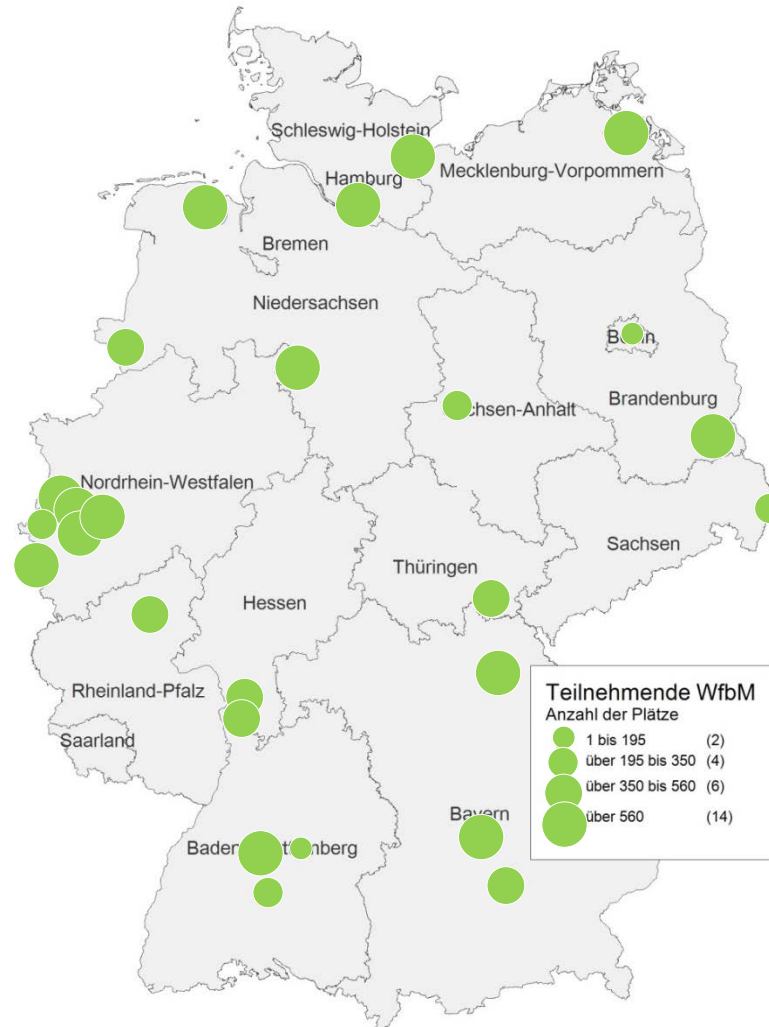 Schleswig-Holstein
Hamburg
Mecklenburg-Vorpommern
Bremen
Niedersachsen
Brandenburg
Nordrhein-Westfalen
Sachsen
Thüringen
Hessen
Rheinland-Pfalz
Saarland
Bayern
Teilnehmende WfbM
Anzahl der Plätze
1 bis 195 (2)
über 195 bis 350 (4)
über 350 bis 560 (6)
über 560 (14)